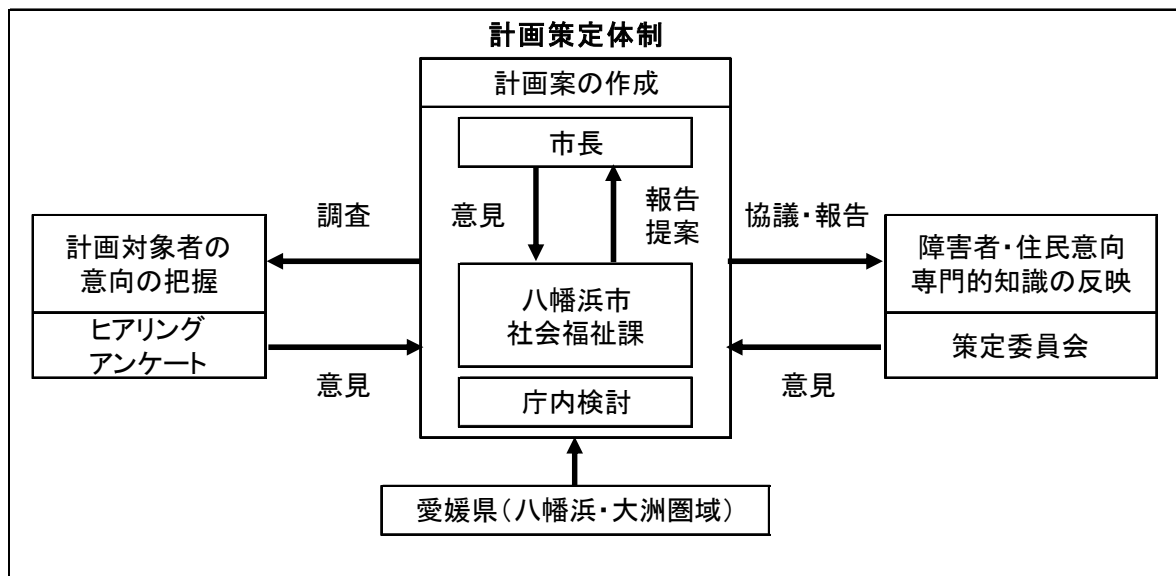 計画策定体制
計画案の作成
市長
意見
報告
提案
八幡浜市
社会福祉課
庁内検討
調査
計画対象者の
意向の把握
ヒアリング
アンケート
意見
協議・報告
障害者・住民意向
専門的知識の反映
策定委員会
意見
愛媛県(八幡浜・大洲圏域)